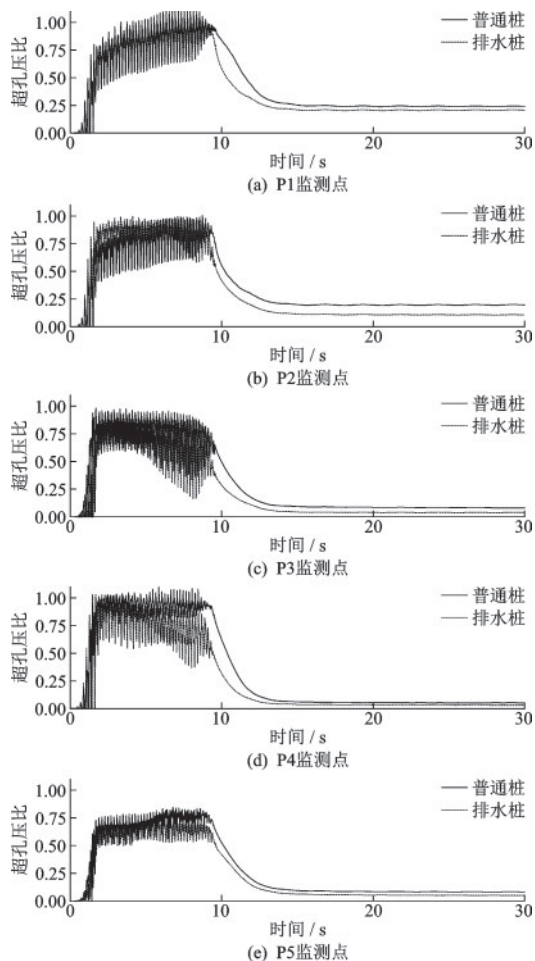 超孔压比
1.00
0.75
0.50
0.25
0.00
普通桩
排水桩
0 10 20 30
时间 / s
(a) P1监测点
超孔压比
1.00
0.75
0.50
0.25
0.00
普通桩
排水桩
0 10 20 30
时间 / s
(b) P2监测点
超孔压比
1.00
0.75
0.50
0.25
0.00
普通桩
排水桩
0 10 20 30
时间 / s
(c) P3监测点
超孔压比
1.00
0.75
0.50
0.25
0.00
普通桩
排水桩
0 10 20 30
时间 / s
(d) P4监测点
超孔压比
1.00
0.75
0.50
0.25
0.00
普通桩
排水桩
0 10 20 30
时间 / s
(e) P5监测点